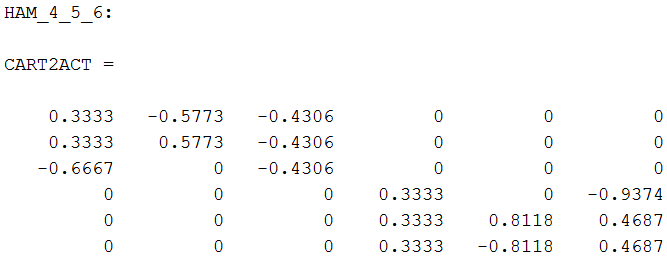 HAM_4_5_6:
CART2ACT =
0.3333 -0.5773 -0.4306 0 0 0
0.3333 0.5773 -0.4306 0 0 0
-0.6667 0 -0.4306 0 0 0
0 0 0 0.3333 0 -0.9374
0 0 0 0.3333 0.8118 0.4687
0 0 0 0.3333 -0.8118 0.4687